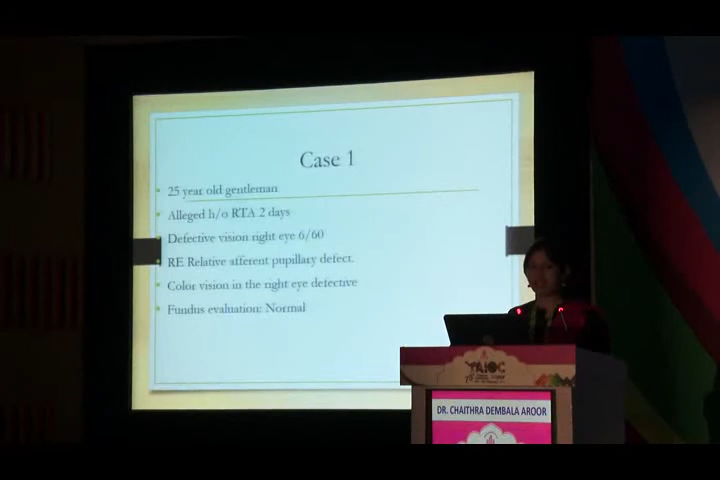 Case 1
25 year old gentleman
Alleged h/o RTA 2 days
Defective vision right eye 6/60
RE Relative afferent pupillary defect.
Color vision in the right eye defective
Fundus evaluation: Normal
YAIOC
DR. CHAITHRA DEMBALA AROOR